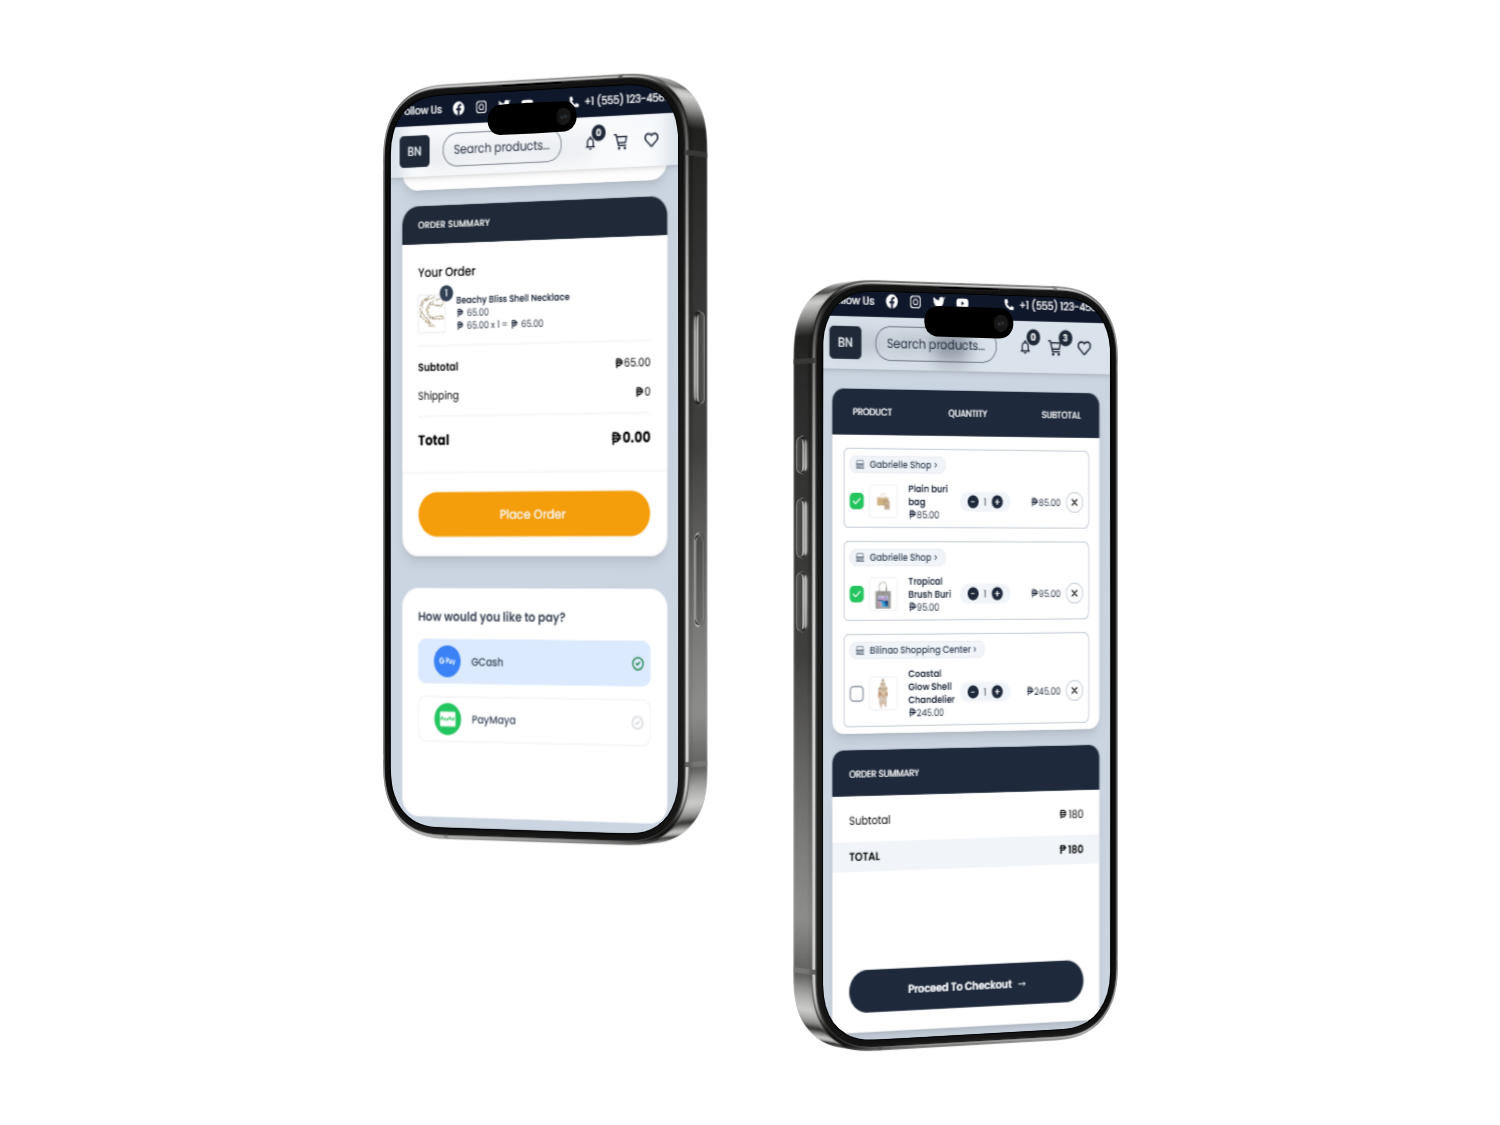 ollow Us
+1 (555) 123-456
BN
Search products...
0
ORDER SUMMARY
Your Order
1
Beachy Bliss Shell Necklace
₱ 65.00
₱ 65.00 x 1 = ₱ 65.00
Subtotal ₱65.00
Shipping ₱0
Total ₱0.00
Place Order
How would you like to pay?
G Pay GCash
PayMaya
llow Us
+1 (555) 123-45
BN
Search products...
0
3
PRODUCT QUANTITY SUBTOTAL
Gabrielle Shop ›
Plain buri
bag
₱85.00
1
₱85.00
Gabrielle Shop ›
Tropical
Brush Buri
₱95.00
1
₱95.00
Bilinao Shopping Center ›
Coastal
Glow Shell
Chandelier
₱245.00
1
₱245.00
ORDER SUMMARY
Subtotal ₱180
TOTAL ₱180
Proceed To Checkout →